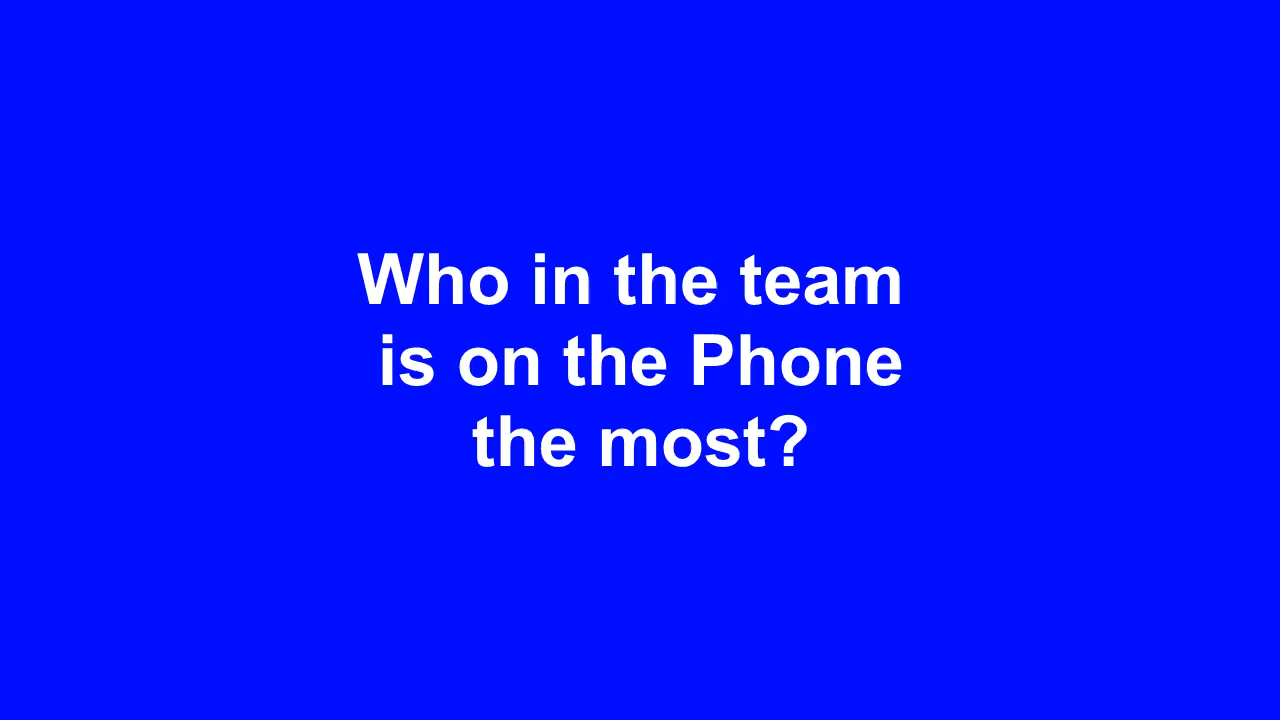 Who in the team
is on the Phone
the most?